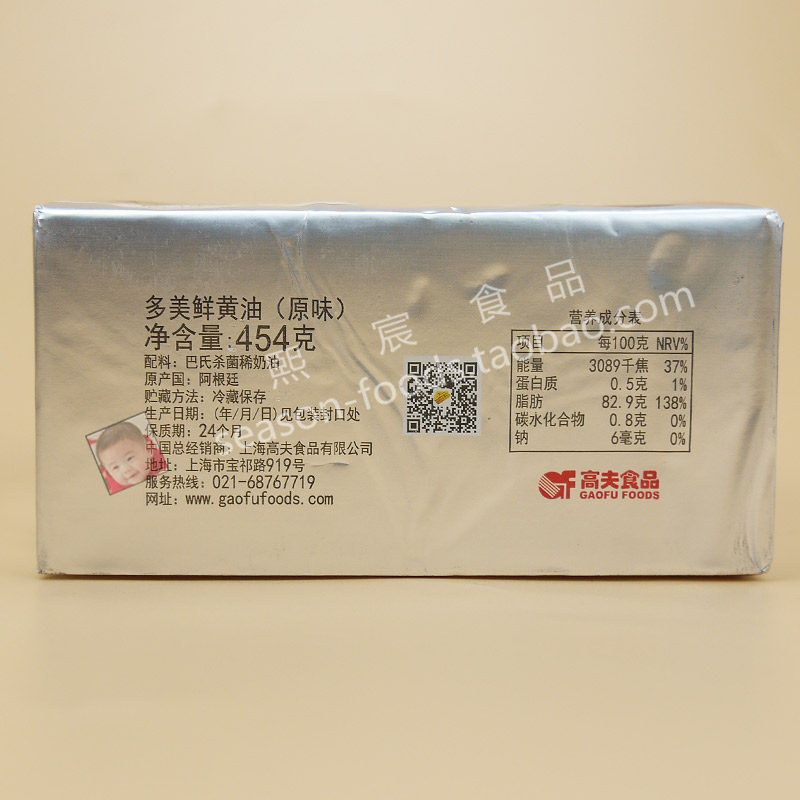 多美鲜黄油（原味）
净含量:454克
配料: 巴氏杀菌稀奶油
原产国: 阿根廷
贮藏方法: 冷藏保存
生产日期: (年/月/日)见包装封口处
保质期: 24个月
中国总经销商: 上海高夫食品有限公司
地址: 上海市宝祁路919号
服务热线: 021-68767719
网址: www.gaofufoods.com
营养成分表
项目 每100克 NRV%
能量 3089千焦 37%
蛋白质 0.5克 1%
脂肪 82.9克 138%
碳水化合物 0.8克 0%
钠 6毫克 0%
高夫食品
GAOFU FOODS
熙宸食品
season-foods.taobao.com